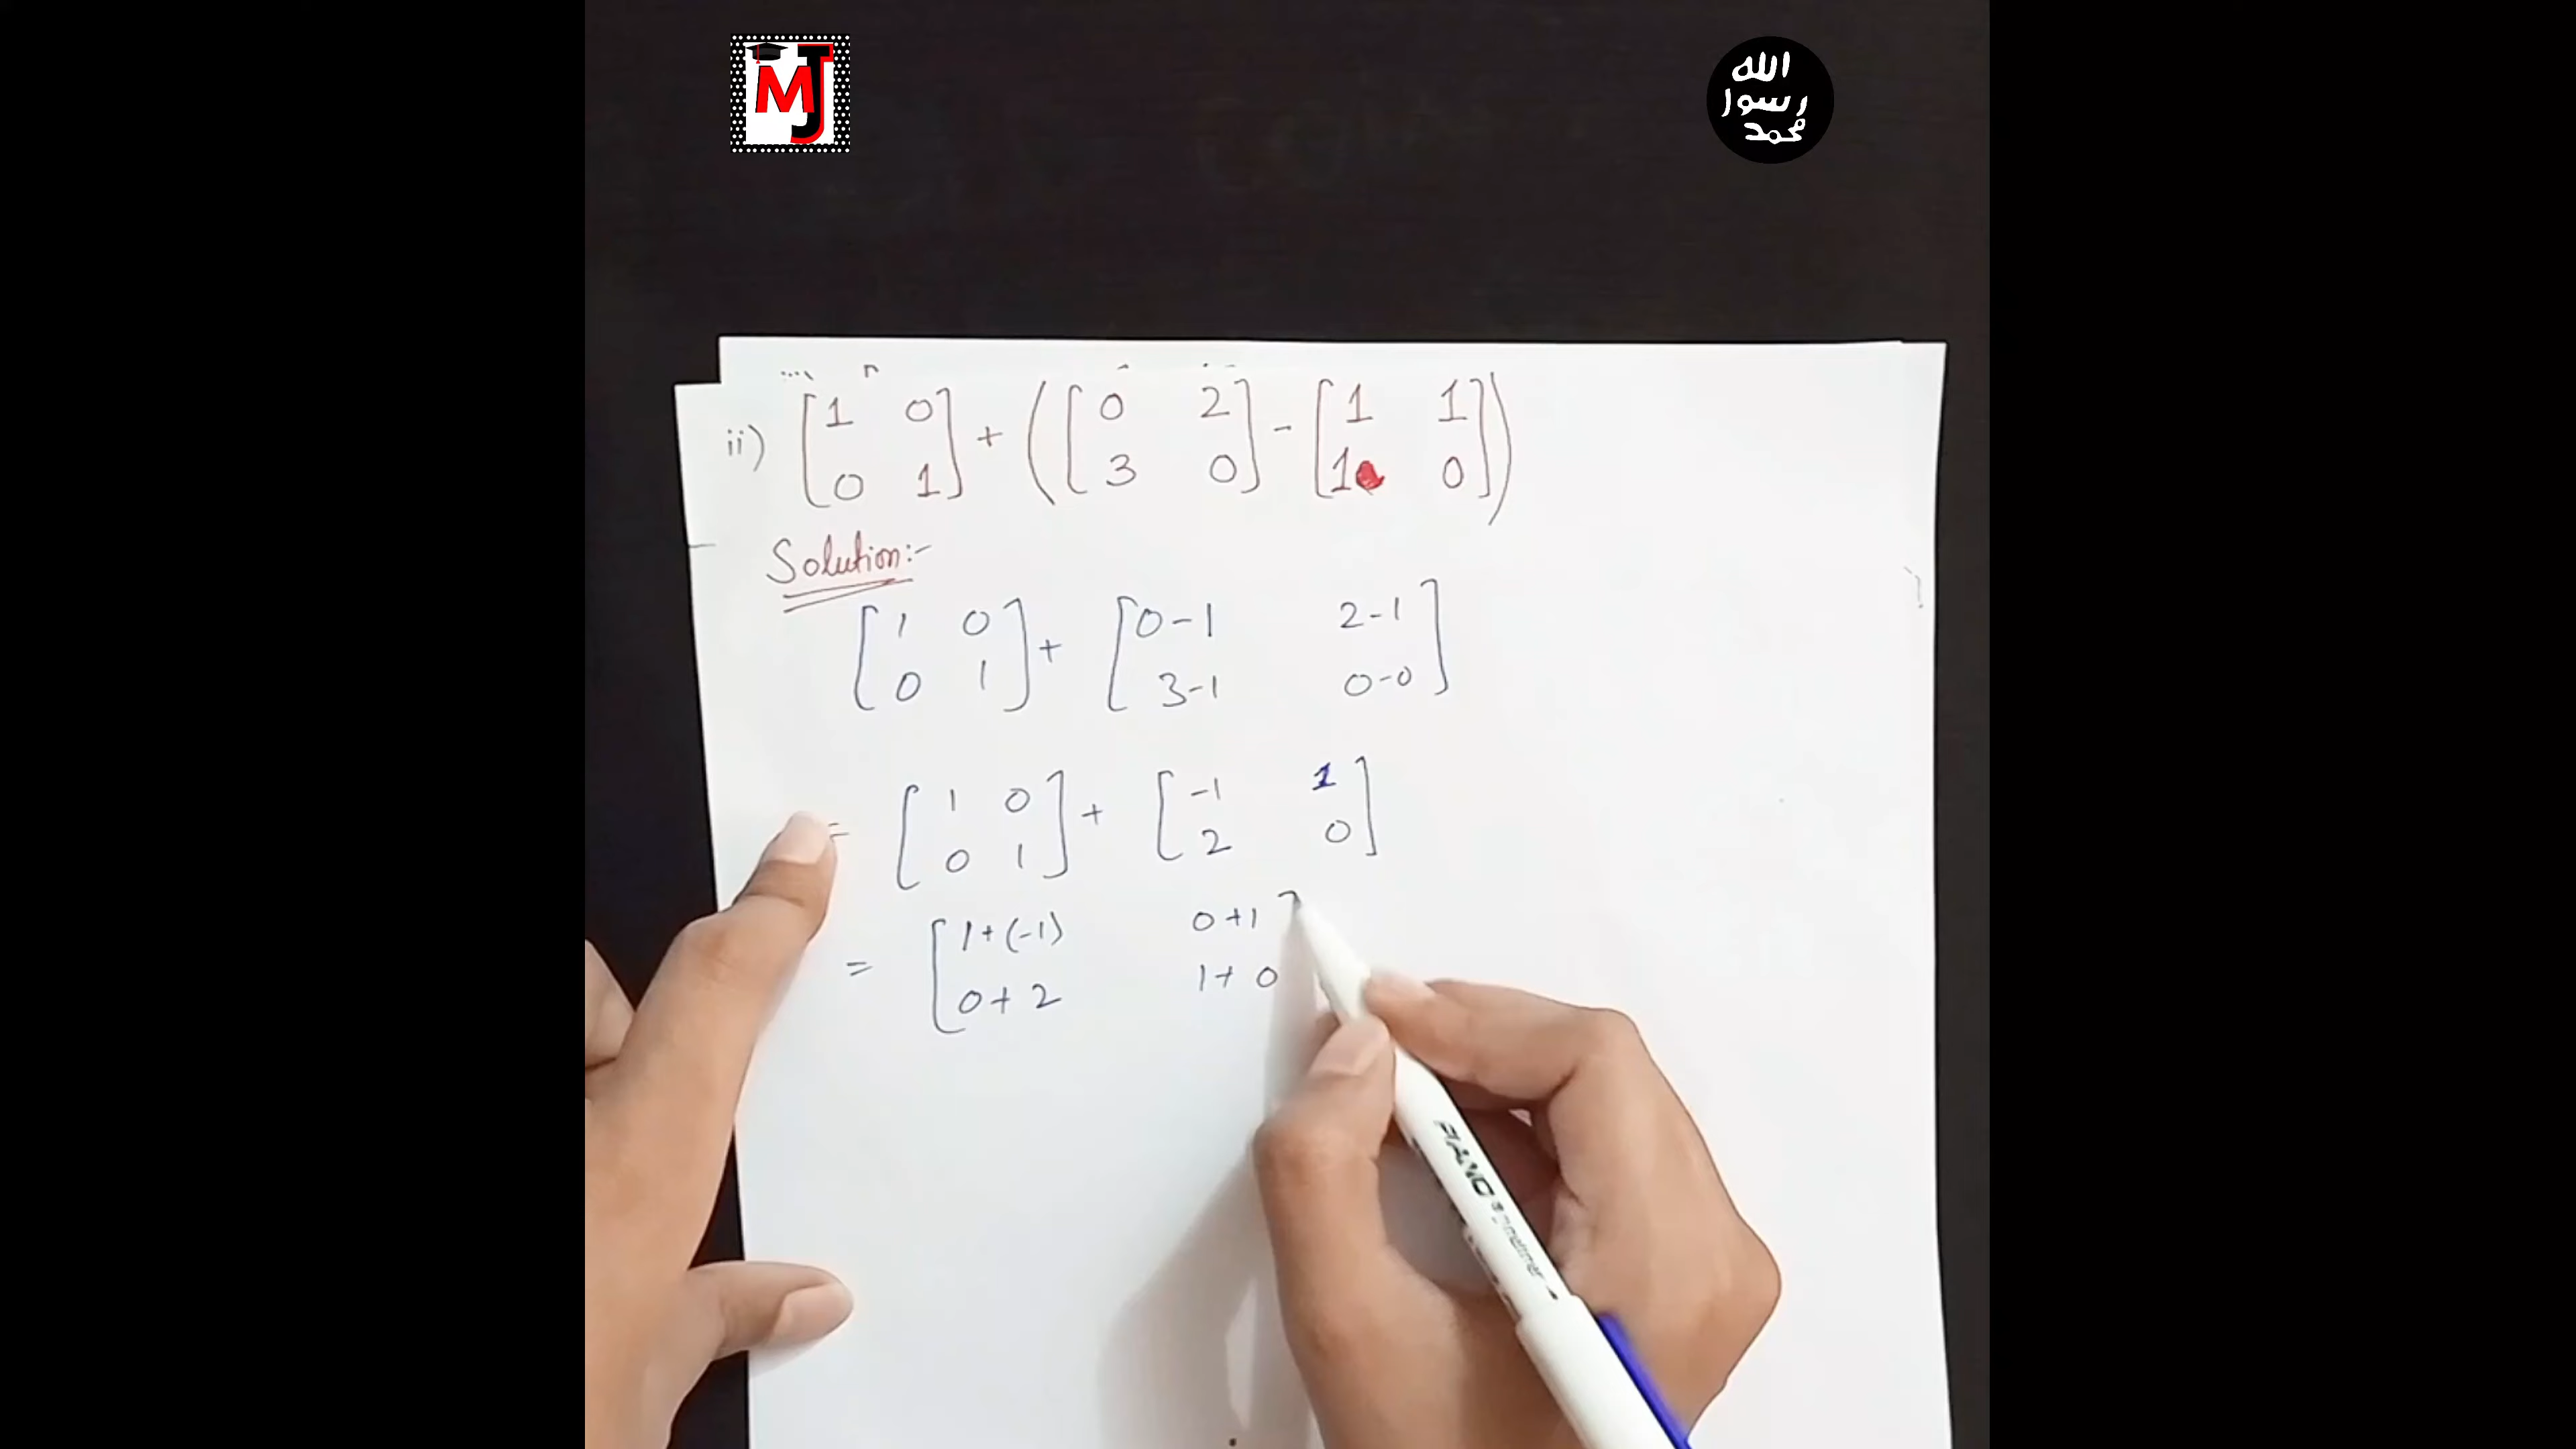 MJ
الله
رسول
محمد
ii) [1 0 + ([0 2 - [1 1
0 1] 3 0] 1 0])
Solution:-
[1 0 + [0-1 2-1
0 1] 3-1 0-0]
= [1 0 + [-1 1
0 1] 2 0]
= [1+(-1) 0+1
0+2 1+0
PIANO